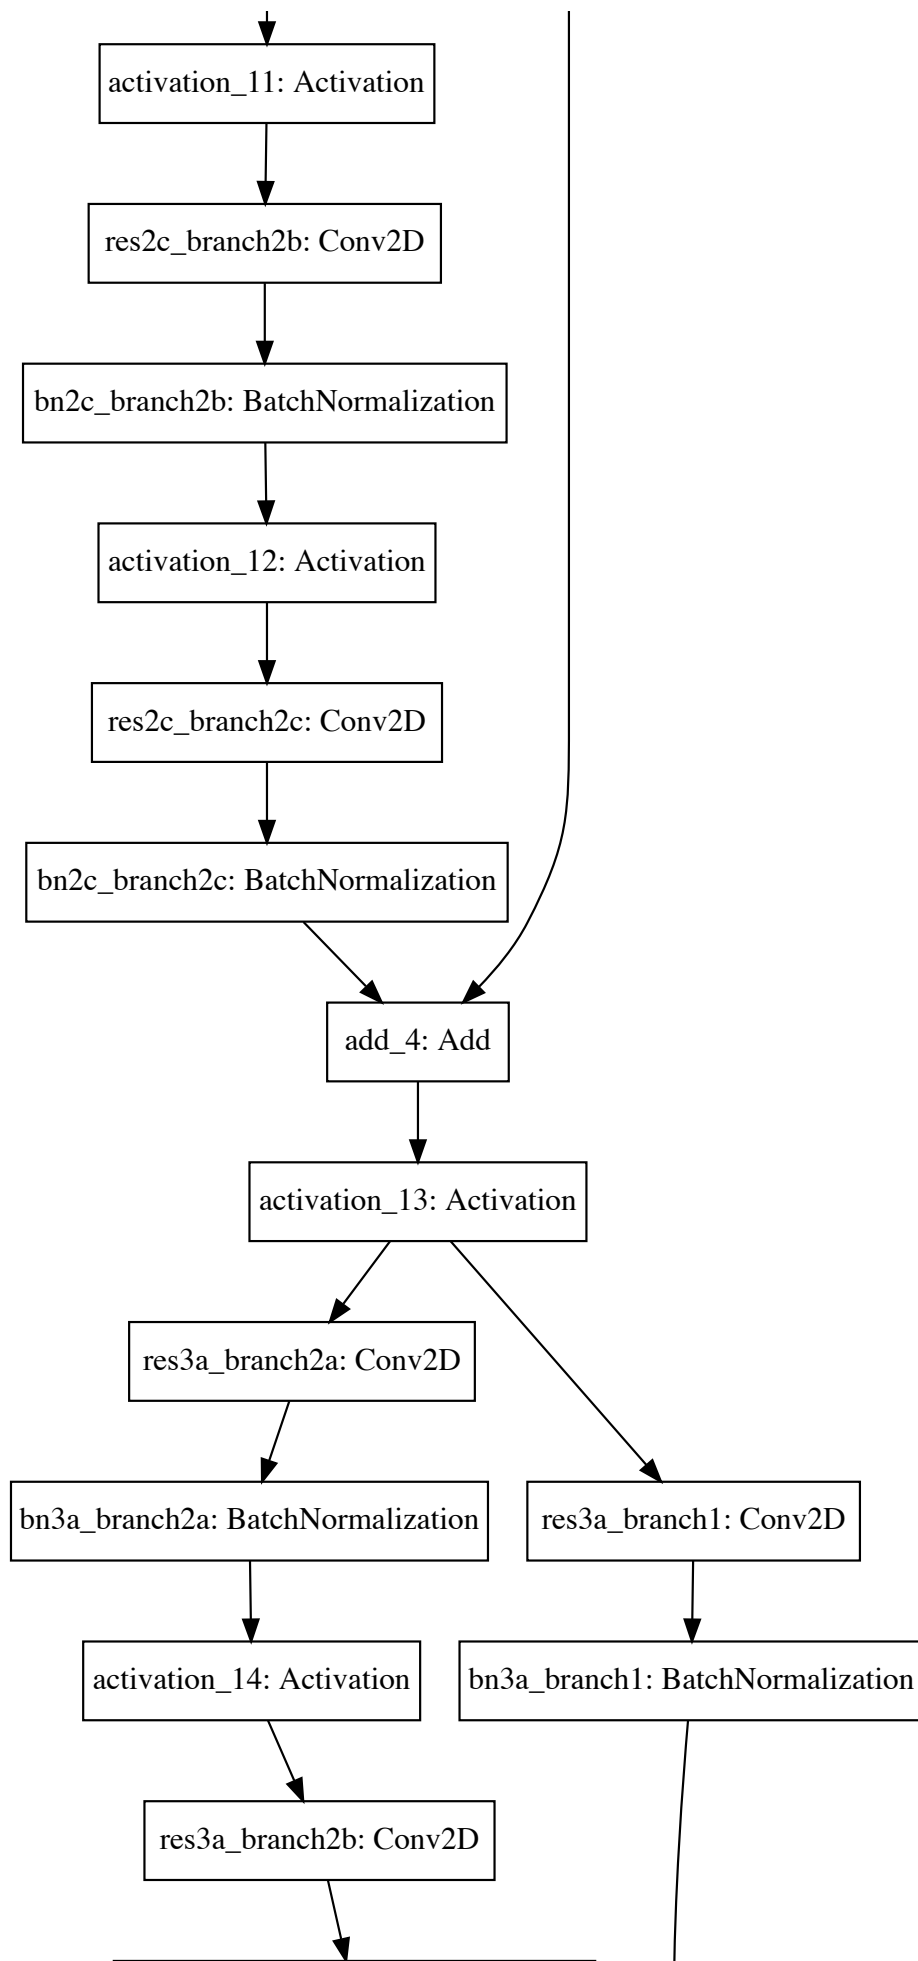 activation_11: Activation
res2c_branch2b: Conv2D
bn2c_branch2b: BatchNormalization
activation_12: Activation
res2c_branch2c: Conv2D
bn2c_branch2c: BatchNormalization
add_4: Add
activation_13: Activation
res3a_branch2a: Conv2D
bn3a_branch2a: BatchNormalization
res3a_branch1: Conv2D
activation_14: Activation
bn3a_branch1: BatchNormalization
res3a_branch2b: Conv2D